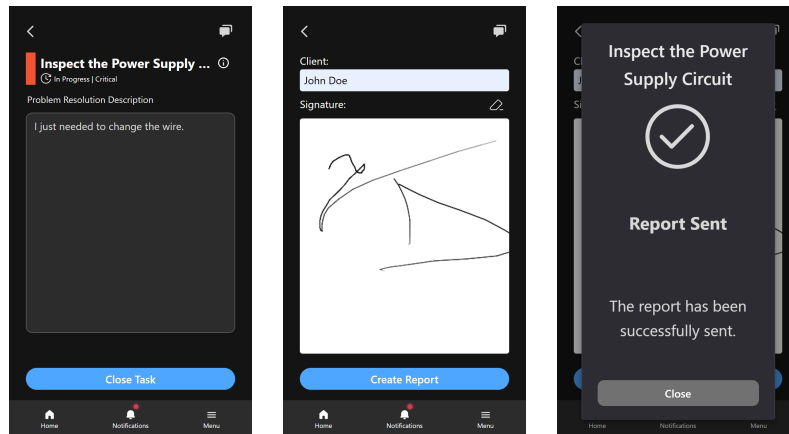 Inspect the Power Supply ...
In Progress | Critical
Problem Resolution Description
I just needed to change the wire.
Close Task
Home
Notifications
Menu
Client:
John Doe
Signature:
Create Report
Home
Notifications
Menu
Inspect the Power
Supply Circuit
Report Sent
The report has been
successfully sent.
Close
Home
Notifications
Menu